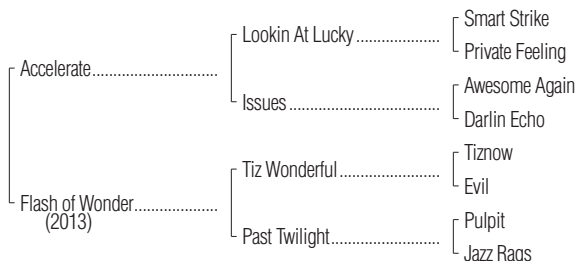 Smart Strike
Lookin At Lucky
Private Feeling
Accelerate
Awesome Again
Issues
Darlin Echo
Tiznow
Tiz Wonderful
Evil
Flash of Wonder
(2013)
Pulpit
Past Twilight
Jazz Rags